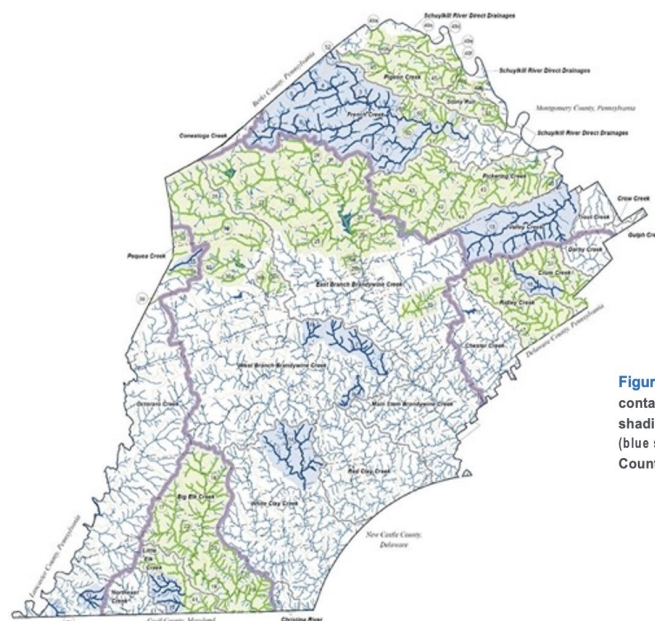 Schuylkill River Direct Drainages
Berks County, Pennsylvania
Pigeon Creek
Schuylkill River Direct Drainages
Stony Run
French Creek
Montgomery County, Pennsylvania
Conestoga Creek
Schuylkill River Direct Drainages
Pickering Creek
Crow Creek
Trout Creek
Valley Creek
Gulph Cre
Darby Creek
Pequea Creek
Crum Creek
East Branch Brandywine Creek
Ridley Creek
Delaware County, Pennsylvania
Chester Creek
West Branch Brandywine Creek
Figur
conta
Octoraro Creek
Main Stem Brandywine Creek
shadi
(blue s
Count
Red Clay Creek
Big Elk Creek
White Clay Creek
New Castle County,
Delaware
Lancaster County, Pennsylvania
Little
Elk
Creek
Northeast
Creek
Cecil County, Maryland
Christina River